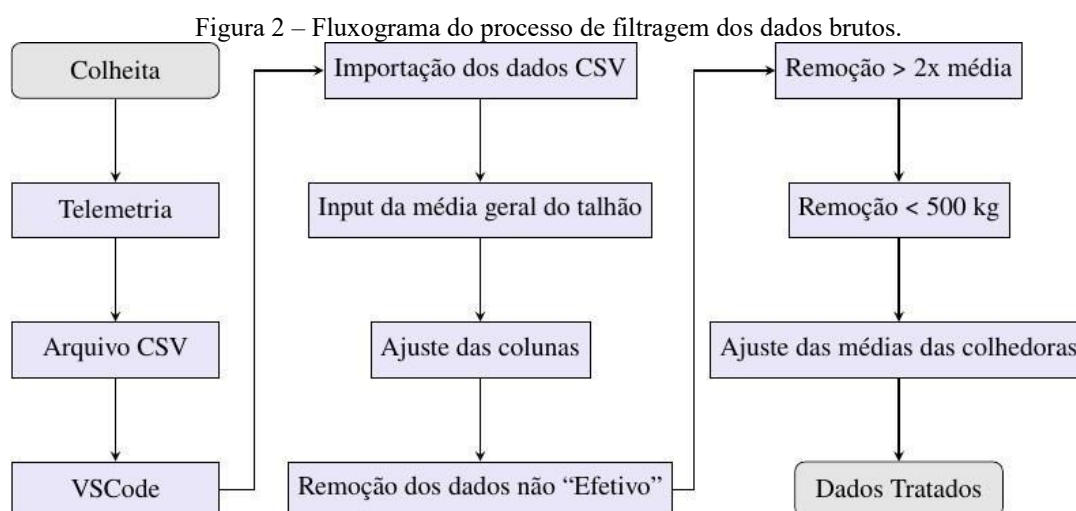 Figura 2 – Fluxograma do processo de filtragem dos dados brutos.
Colheita
Telemetria
Arquivo CSV
VSCode
Importação dos dados CSV
Input da média geral do talhão
Ajuste das colunas
Remoção dos dados não “Efetivo”
Remoção > 2x média
Remoção < 500 kg
Ajuste das médias das colhedoras
Dados Tratados